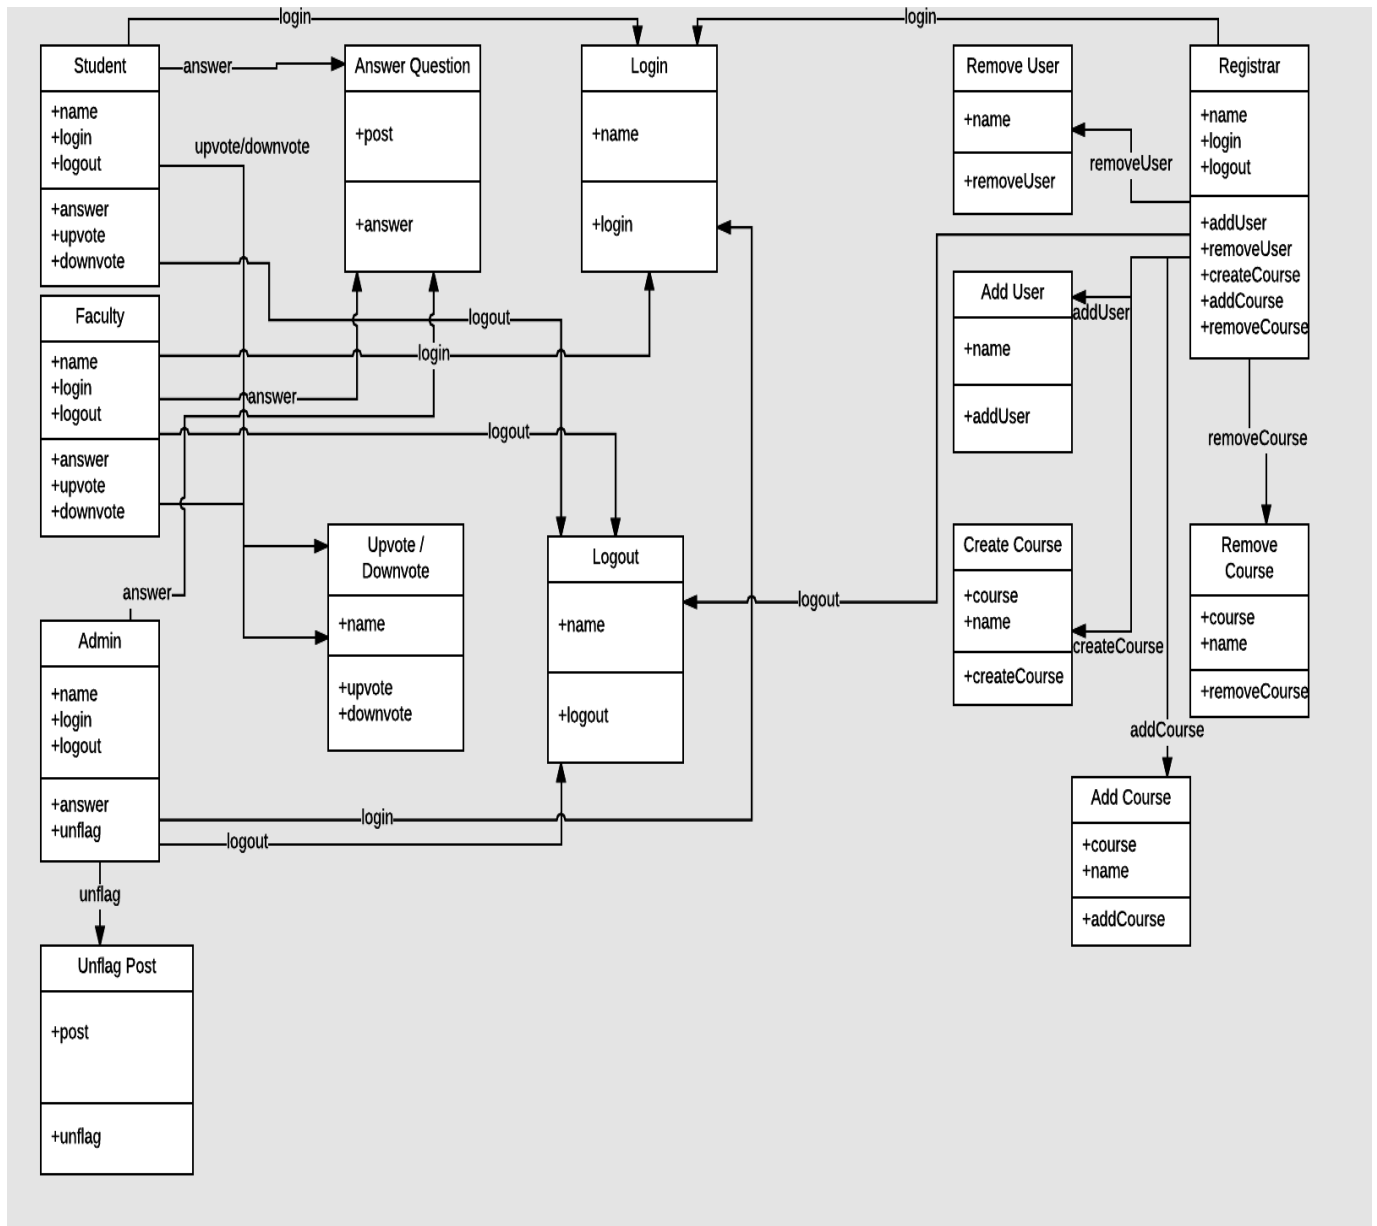 login
login
Student
+name
+login
+logout
+answer
+upvote
+downvote
answer
Answer Question
+post
+answer
Login
+name
+login
Remove User
+name
+removeUser
Registrar
+name
+login
+logout
+addUser
+removeUser
+createCourse
+addCourse
+removeCourse
upvote/downvote
removeUser
Faculty
+name
+login
+logout
+answer
+upvote
+downvote
logout
login
answer
logout
Add User
+name
+addUser
addUser
removeCourse
Upvote /
Downvote
+name
+upvote
+downvote
Logout
+name
+logout
logout
Create Course
+course
+name
+createCourse
createCourse
Remove
Course
+course
+name
+removeCourse
answer
Admin
+name
+login
+logout
+answer
+unflag
login
logout
addCourse
Add Course
+course
+name
+addCourse
unflag
Unflag Post
+post
+unflag